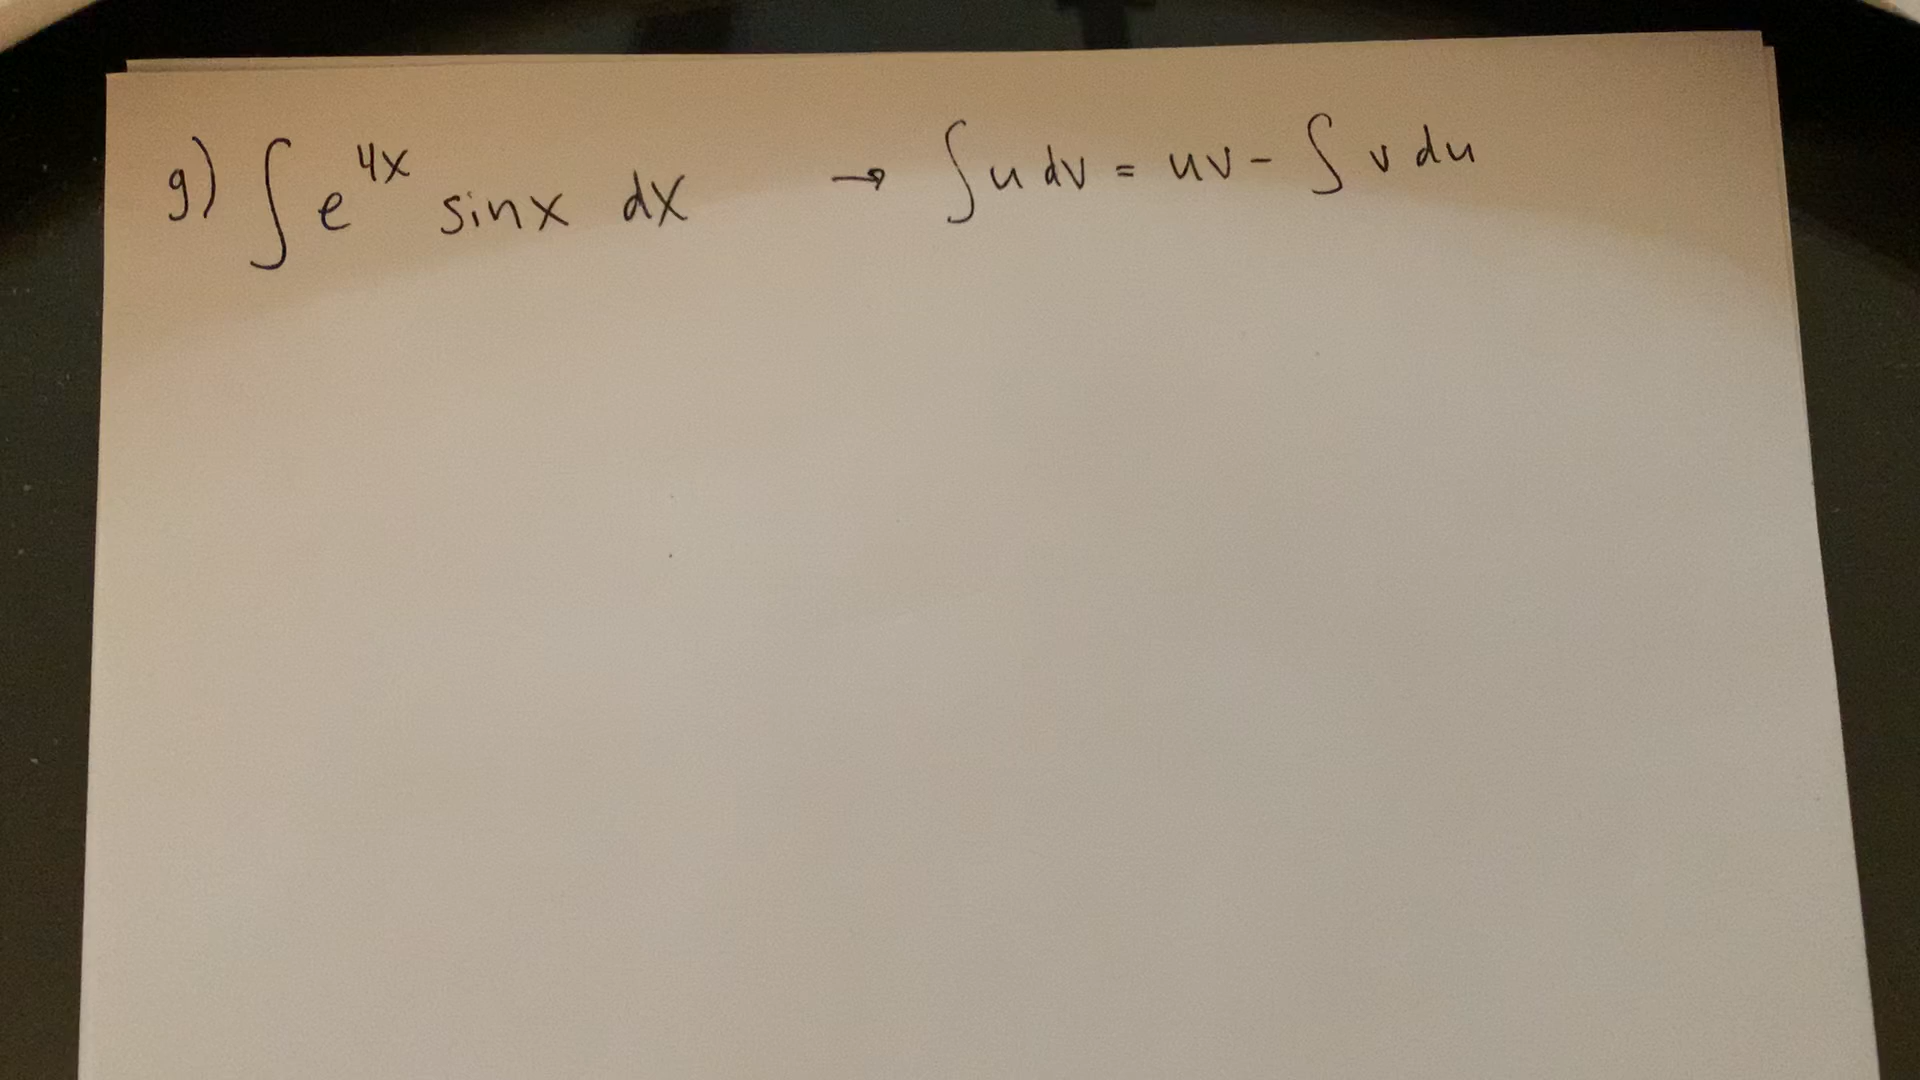 g) ∫ e^{4x} sinx dx → ∫ u dv = uv - ∫ v du